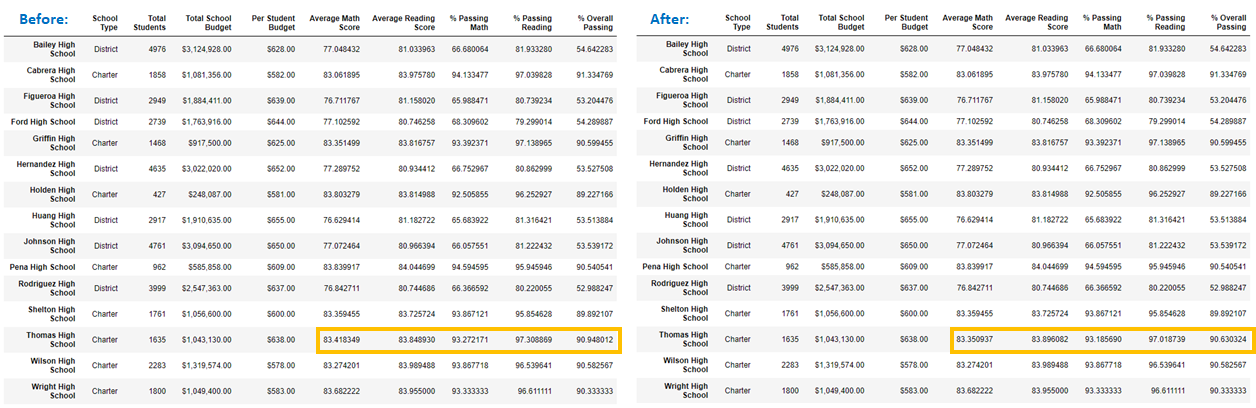 Before:
School Type Total Students Total School Budget Per Student Budget Average Math Score Average Reading Score % Passing Math % Passing Reading % Overall Passing
Bailey High School District 4976 $3,124,928.00 $628.00 77.048432 81.033963 66.680064 81.933280 54.642283
Cabrera High School Charter 1858 $1,081,356.00 $582.00 83.061895 83.975780 94.133477 97.039828 91.334769
Figueroa High School District 2949 $1,884,411.00 $639.00 76.711767 81.158020 65.988471 80.739234 53.204476
Ford High School District 2739 $1,763,916.00 $644.00 77.102592 80.746258 68.309602 79.299014 54.289887
Griffin High School Charter 1468 $917,500.00 $625.00 83.351499 83.816757 93.392371 97.138965 90.599455
Hernandez High School District 4635 $3,022,020.00 $652.00 77.289752 80.934412 66.752967 80.862999 53.527508
Holden High School Charter 427 $248,087.00 $581.00 83.803279 83.814988 92.505855 96.252927 89.227166
Huang High School District 2917 $1,910,635.00 $655.00 76.629414 81.182722 65.683922 81.316421 53.513884
Johnson High School District 4761 $3,094,650.00 $650.00 77.072464 80.966394 66.057551 81.222432 53.539172
Pena High School Charter 962 $585,858.00 $609.00 83.839917 84.044699 94.594595 95.945946 90.540541
Rodriguez High School District 3999 $2,547,363.00 $637.00 76.842711 80.744686 66.366592 80.220055 52.988247
Shelton High School Charter 1761 $1,056,600.00 $600.00 83.359455 83.725724 93.867121 95.854628 89.892107
Thomas High School Charter 1635 $1,043,130.00 $638.00 83.418349 83.848930 93.272171 97.308869 90.948012
Wilson High School Charter 2283 $1,319,574.00 $578.00 83.274201 83.989488 93.867718 96.539641 90.582567
Wright High School Charter 1800 $1,049,400.00 $583.00 83.682222 83.955000 93.333333 96.611111 90.333333
After:
School Type Total Students Total School Budget Per Student Budget Average Math Score Average Reading Score % Passing Math % Passing Reading % Overall Passing
Bailey High School District 4976 $3,124,928.00 $628.00 77.048432 81.033963 66.680064 81.933280 54.642283
Cabrera High School Charter 1858 $1,081,356.00 $582.00 83.061895 83.975780 94.133477 97.039828 91.334769
Figueroa High School District 2949 $1,884,411.00 $639.00 76.711767 81.158020 65.988471 80.739234 53.204476
Ford High School District 2739 $1,763,916.00 $644.00 77.102592 80.746258 68.309602 79.299014 54.289887
Griffin High School Charter 1468 $917,500.00 $625.00 83.351499 83.816757 93.392371 97.138965 90.599455
Hernandez High School District 4635 $3,022,020.00 $652.00 77.289752 80.934412 66.752967 80.862999 53.527508
Holden High School Charter 427 $248,087.00 $581.00 83.803279 83.814988 92.505855 96.252927 89.227166
Huang High School District 2917 $1,910,635.00 $655.00 76.629414 81.182722 65.683922 81.316421 53.513884
Johnson High School District 4761 $3,094,650.00 $650.00 77.072464 80.966394 66.057551 81.222432 53.539172
Pena High School Charter 962 $585,858.00 $609.00 83.839917 84.044699 94.594595 95.945946 90.540541
Rodriguez High School District 3999 $2,547,363.00 $637.00 76.842711 80.744686 66.366592 80.220055 52.988247
Shelton High School Charter 1761 $1,056,600.00 $600.00 83.359455 83.725724 93.867121 95.854628 89.892107
Thomas High School Charter 1635 $1,043,130.00 $638.00 83.350937 83.896082 93.185690 97.018739 90.630324
Wilson High School Charter 2283 $1,319,574.00 $578.00 83.274201 83.989488 93.867718 96.539641 90.582567
Wright High School Charter 1800 $1,049,400.00 $583.00 83.682222 83.955000 93.333333 96.611111 90.333333